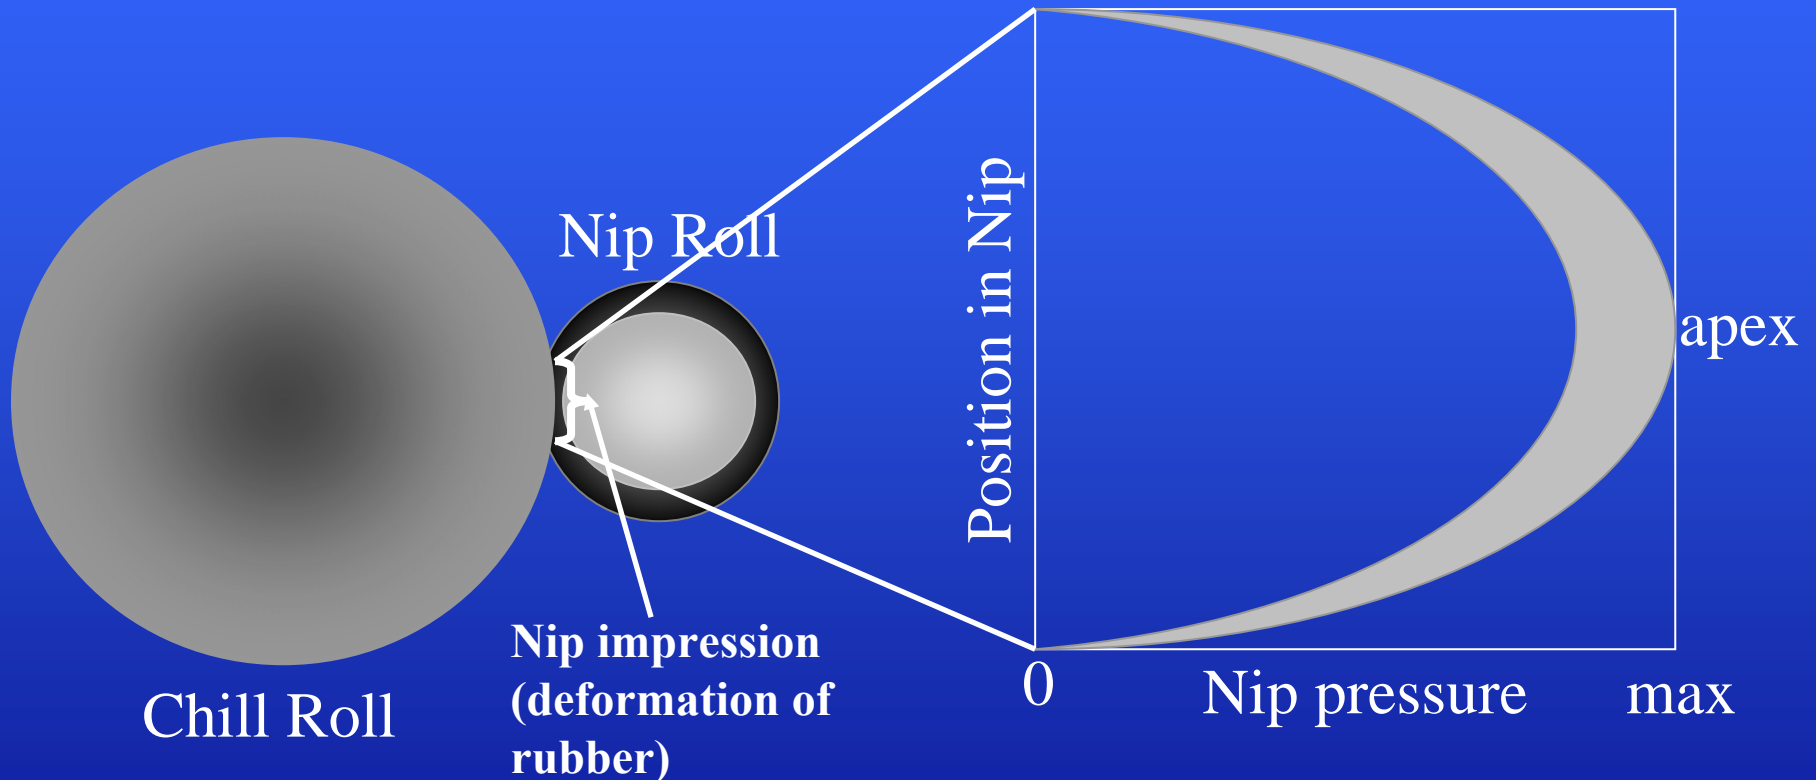 Nip Roll
Position in Nip
apex
Nip impression
(deformation of
rubber)
Chill Roll
0
Nip pressure
max